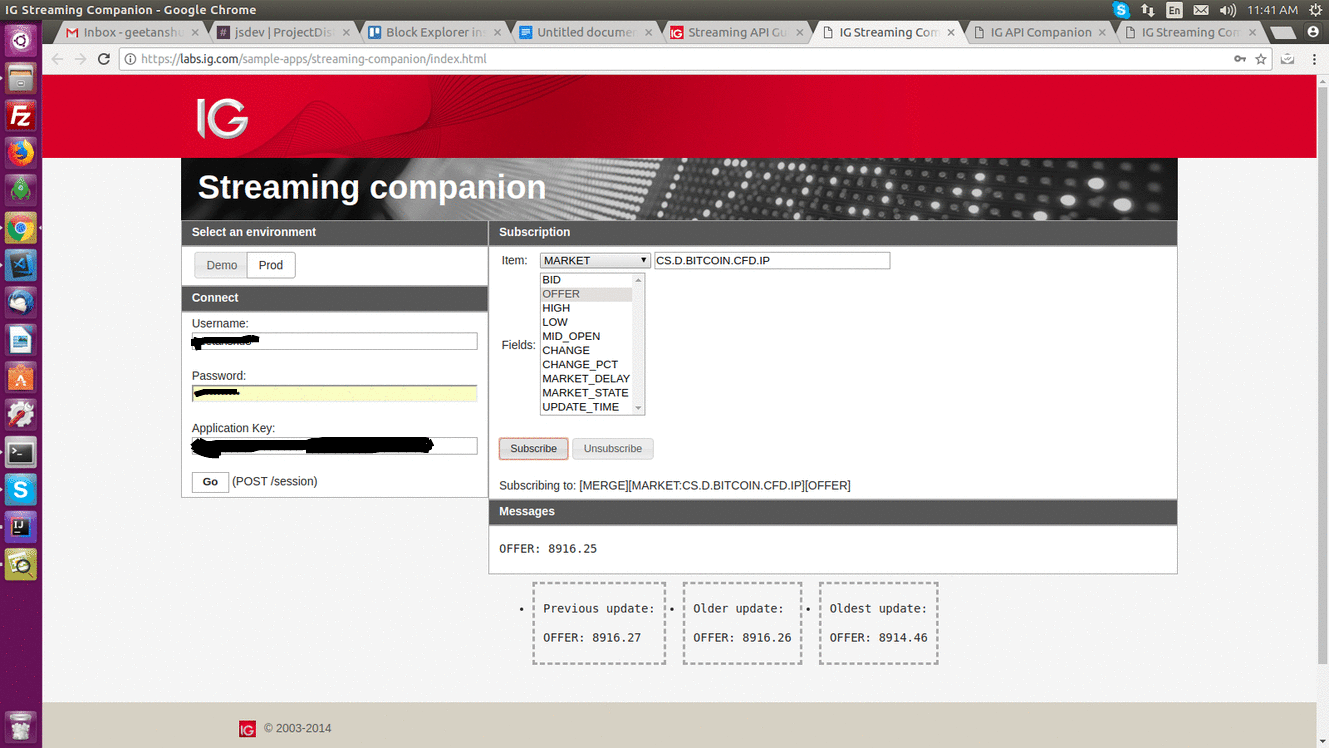 IG Streaming Companion - Google Chrome
En
11:41 AM
Inbox - geetanshu
jsdev | ProjectDis
Block Explorer in
Untitled documen
Streaming API Gu
IG Streaming Com
IG API Companion
IG Streaming Com
https://labs.ig.com/sample-apps/streaming-companion/index.html
IG
Streaming companion
Select an environment
Subscription
Demo
Prod
Item:
MARKET
CS.D.BITCOIN.CFD.IP
BID
OFFER
HIGH
LOW
MID_OPEN
CHANGE
CHANGE_PCT
MARKET_DELAY
MARKET_STATE
UPDATE_TIME
Fields:
Connect
Username:
Password:
Application Key:
Go (POST /session)
Subscribe
Unsubscribe
Subscribing to: [MERGE][MARKET:CS.D.BITCOIN.CFD.IP][OFFER]
Messages
OFFER: 8916.25
Previous update:
OFFER: 8916.27
Older update:
OFFER: 8916.26
Oldest update:
OFFER: 8914.46
IG © 2003-2014